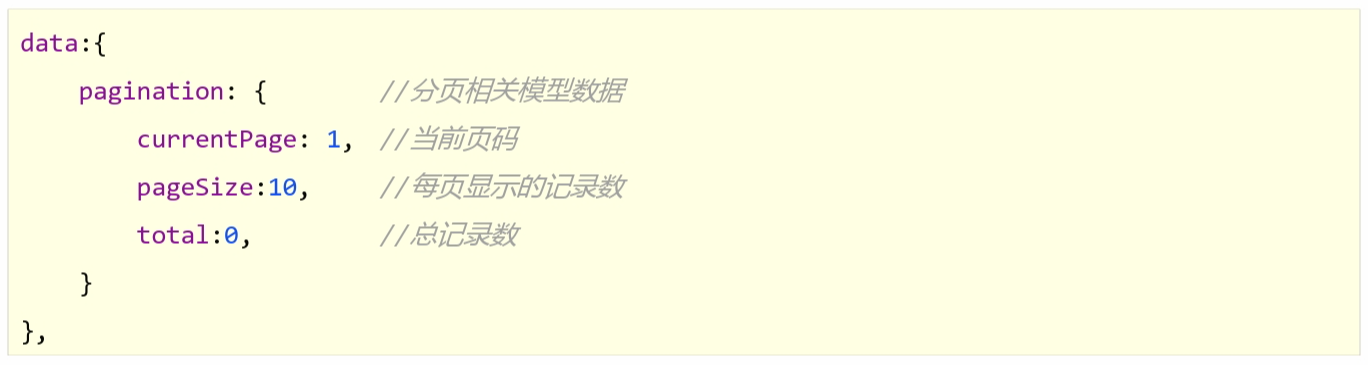 data:{
    pagination: {        //分页相关模型数据
        currentPage: 1,  //当前页码
        pageSize:10,     //每页显示的记录数
        total:0,         //总记录数
    }
},